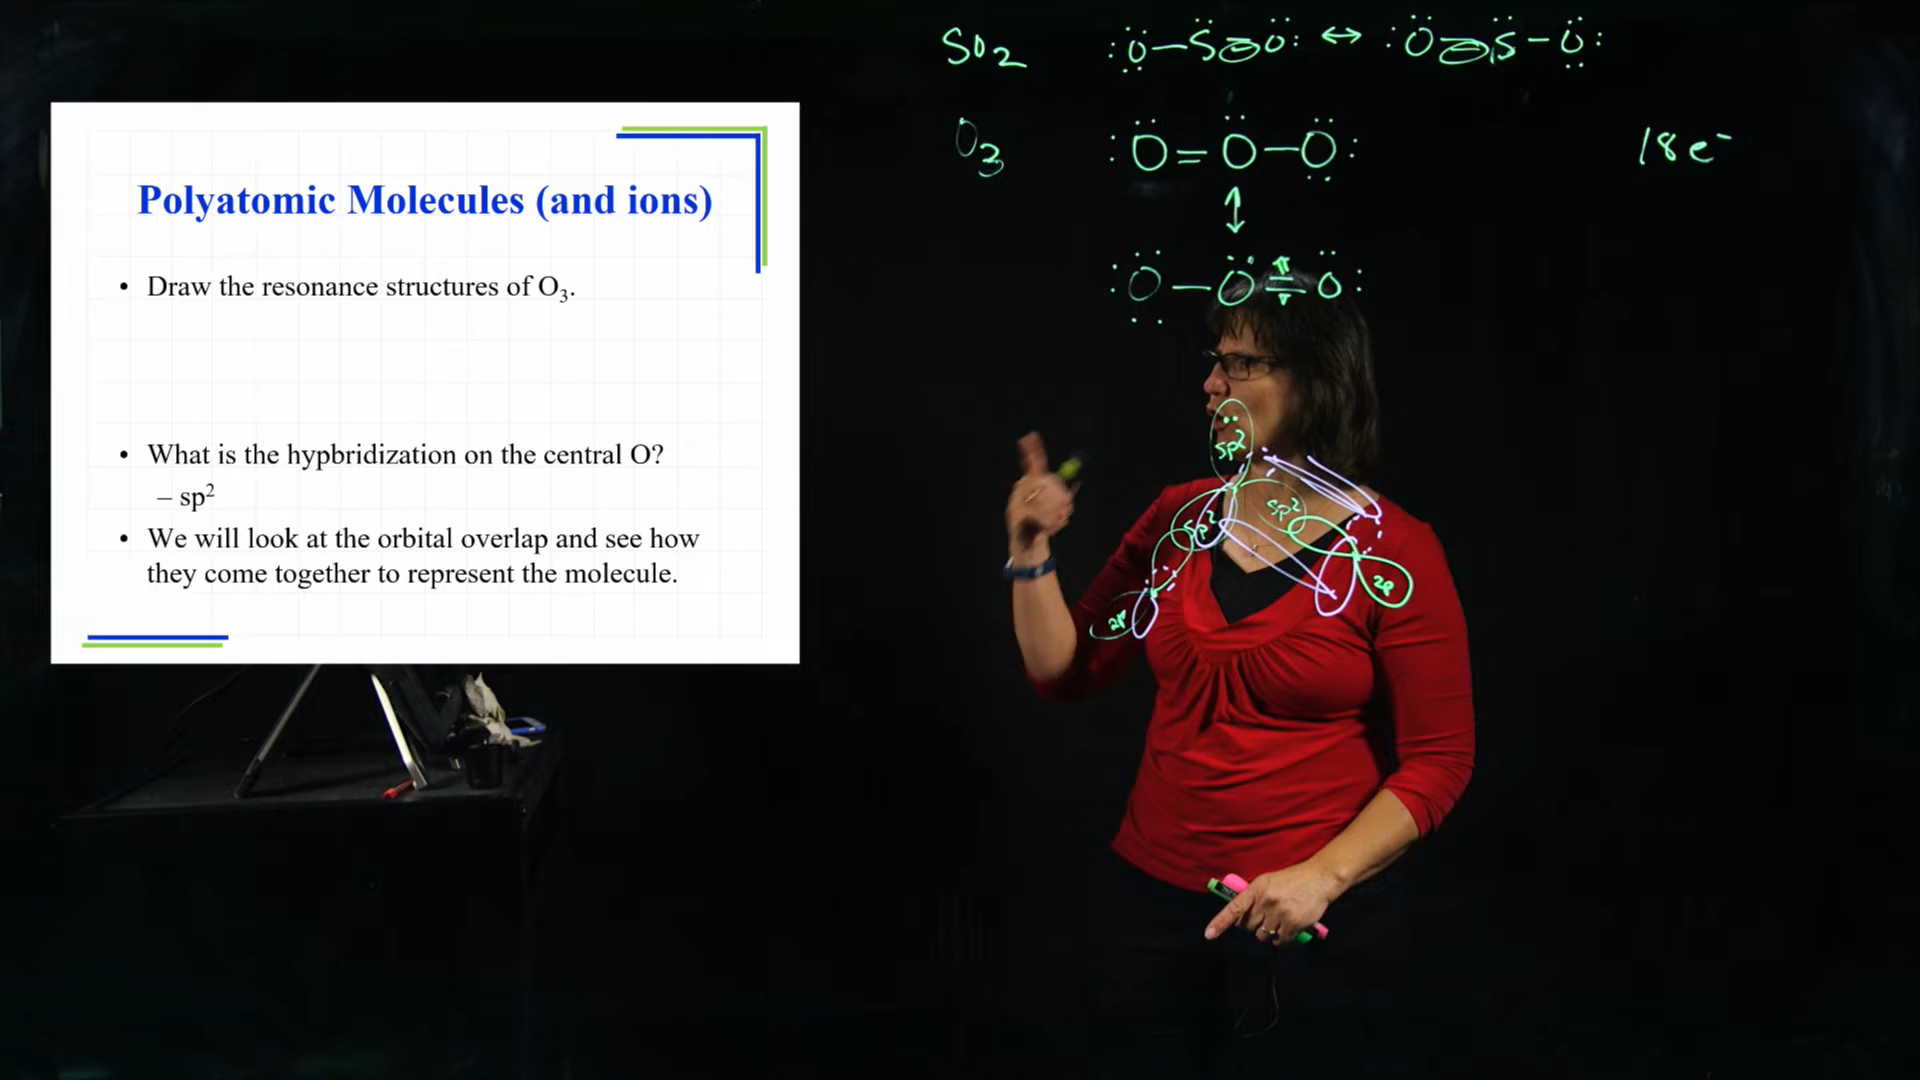 Polyatomic Molecules (and ions)
• Draw the resonance structures of O₃.
• What is the hypbridization on the central O?
– sp²
• We will look at the orbital overlap and see how
they come together to represent the molecule.
SO₂ :Ö—S̈=Ö: ↔ :Ö=S̈—Ö:
O₃ :Ö=Ö—Ö: 18e⁻
↕
:Ö—Ö=Ö:
π
σ
sp²
sp² sp²
2p
2p